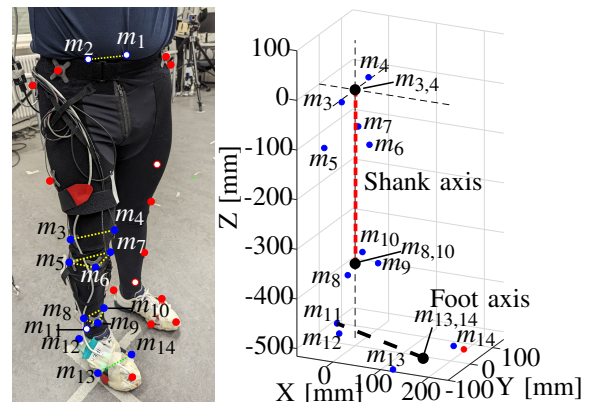 m2 m1
m3
m4
m5
m7
m6
m8
m10
m11
m9
m12
m14
m13
100
0
-100
-200
-300
-400
-500
Z [mm]
m4
m3,4
m3
m7
m5
m6
Shank axis
m10
m8,10
m8
m9
m11
m12
Foot axis
m13,14
m13
0
100
200
X [mm]
-100
0
100
Y [mm]